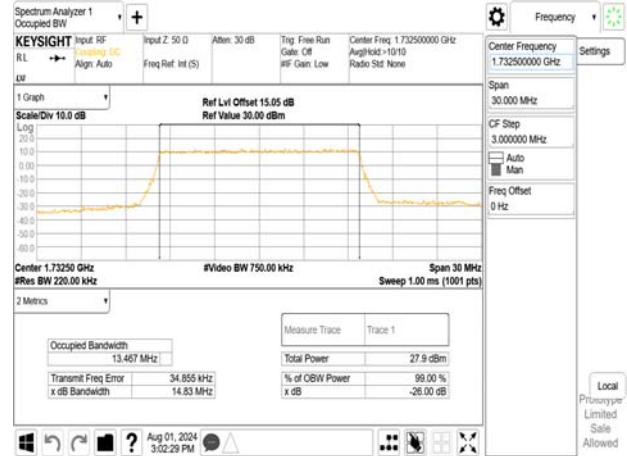 Spectrum Analyzer 1
Occupied BW
+
Frequency
KEYSIGHT
RL
Input: RF
Coupling: DC
Align: Auto
Input Z: 50 Ω
Freq Ref: Int (S)
Atten: 30 dB
Trig: Free Run
Gate: Off
#IF Gain: Low
Center Freq: 1.732500000 GHz
Avg|Hold:>10/10
Radio Std: None
Center Frequency
1.732500000 GHz
Settings
Span
30.000 MHz
CF Step
3.000000 MHz
Auto
Man
Freq Offset
0 Hz
1 Graph
Scale/Div 10.0 dB
Ref Lvl Offset 15.05 dB
Ref Value 30.00 dBm
Log
20.0
10.0
0.00
-10.0
-20.0
-30.0
-40.0
-50.0
-60.0
Center 1.73250 GHz
#Res BW 220.00 kHz
#Video BW 750.00 kHz
Span 30 MHz
Sweep 1.00 ms (1001 pts)
2 Metrics
Measure Trace Trace 1
Occupied Bandwidth
13.467 MHz
Total Power 27.9 dBm
Transmit Freq Error 34.855 kHz
% of OBW Power 99.00 %
x dB Bandwidth 14.83 MHz
x dB -26.00 dB
Local
Prototype
Limited
Sale
Allowed
?
Aug 01, 2024
3:02:29 PM